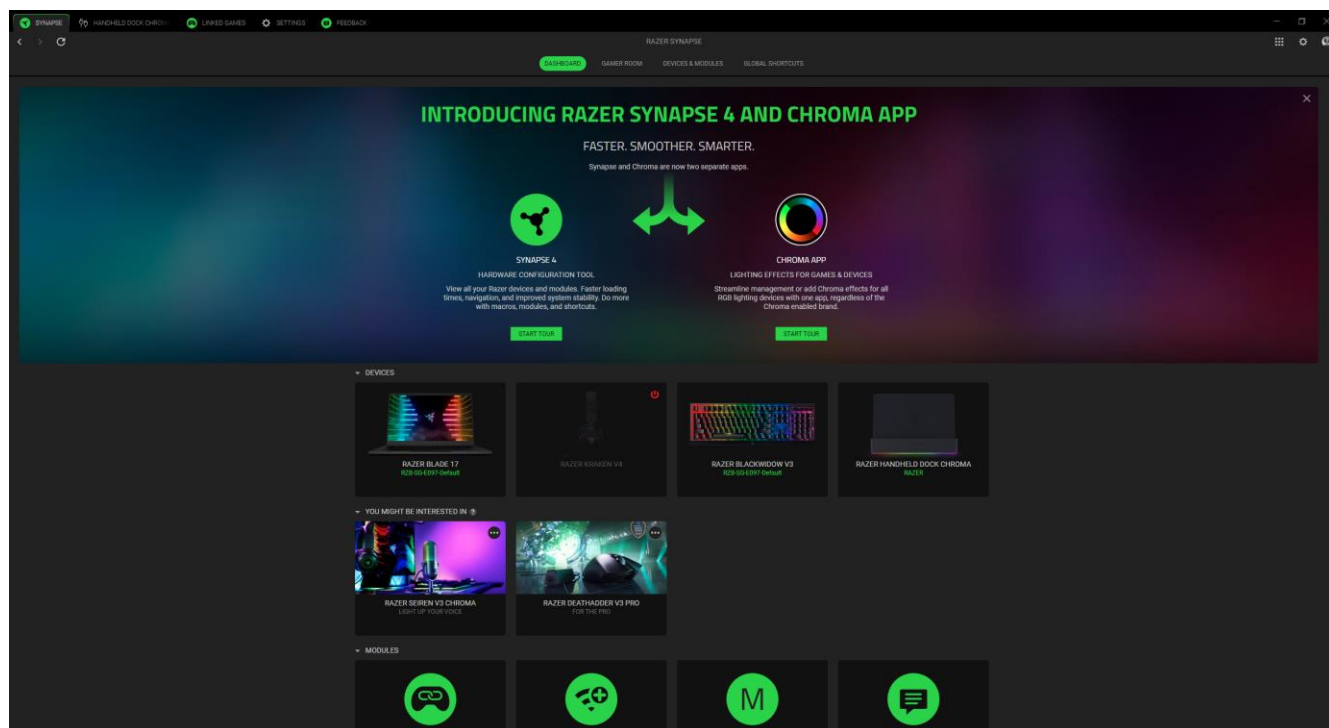 SYNAPSE
HANDHELD DOCK CHRO
LINKED GAMES
SETTINGS
FEEDBACK
RAZER SYNAPSE
DASHBOARD
GAMER ROOM
DEVICES & MODULES
GLOBAL SHORTCUTS
INTRODUCING RAZER SYNAPSE 4 AND CHROMA APP
FASTER. SMOOTHER. SMARTER.
Synapse and Chroma are now two separate apps.
SYNAPSE 4
HARDWARE CONFIGURATION TOOL
View all your Razer devices and modules. Faster loading
times, navigation, and improved system stability. Do more
with macros, modules, and shortcuts.
START TOUR
CHROMA APP
LIGHTING EFFECTS FOR GAMES & DEVICES
Streamline management or add Chroma effects for all
RGB lighting devices with one app, regardless of the
Chroma enabled brand.
START TOUR
DEVICES
RAZER BLADE 17
RZB-SG-E097-Default
RAZER KRAKEN V4
RAZER BLACKWIDOW V3
RZB-SG-E097-Default
RAZER HANDHELD DOCK CHROMA
RAZER
YOU MIGHT BE INTERESTED IN ?
RAZER SEIREN V3 CHROMA
LIGHT UP YOUR VOICE
RAZER DEATHADDER V3 PRO
FOR THE PRO
MODULES
M